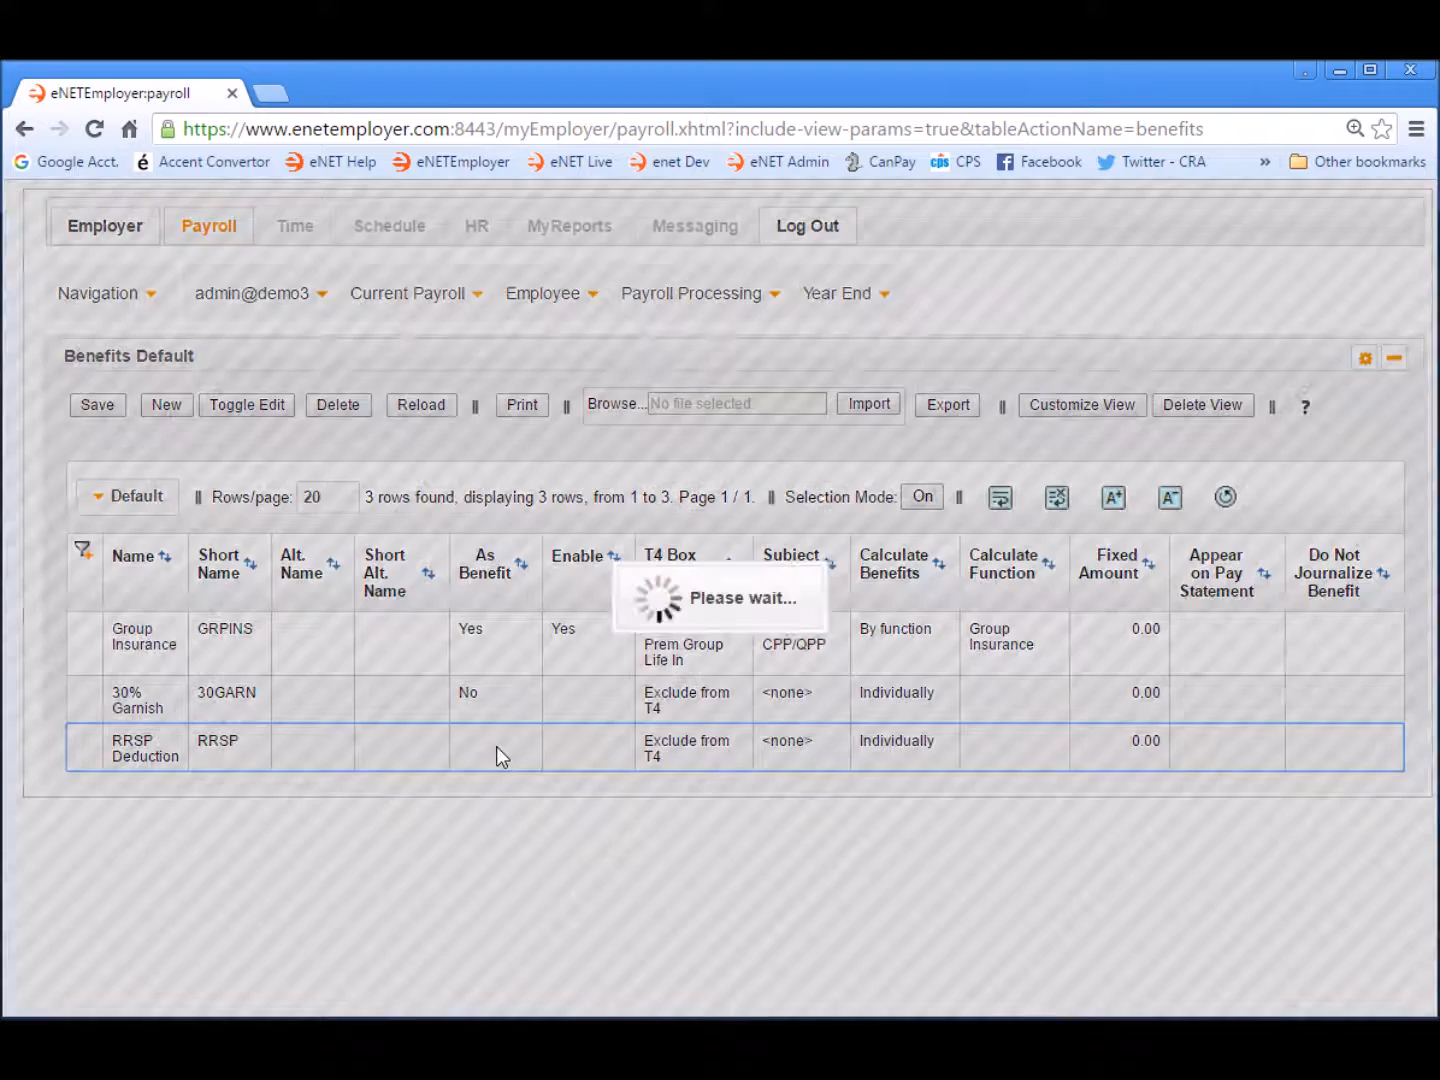 eNETEmployer:payroll
https://www.enetemployer.com:8443/myEmployer/payroll.xhtml?include-view-params=true&tableActionName=benefits
Google Acct. Accent Convertor eNET Help eNETEmployer eNET Live enet Dev eNET Admin CanPay cps CPS Facebook Twitter - CRA » Other bookmarks
Employer Payroll Time Schedule HR MyReports Messaging Log Out
Navigation admin@demo3 Current Payroll Employee Payroll Processing Year End
Benefits Default
Save New Toggle Edit Delete Reload || Print || Browse... No file selected. Import Export || Customize View Delete View || ?
Default || Rows/page: 20 3 rows found, displaying 3 rows, from 1 to 3. Page 1 / 1. || Selection Mode: On ||
Name Short Name Alt. Name Short Alt. Name As Benefit Enable T4 Box Subject Calculate Benefits Calculate Function Fixed Amount Appear on Pay Statement Do Not Journalize Benefit
Please wait...
Group Insurance GRPINS Yes Yes Prem Group Life In CPP/QPP By function Group Insurance 0.00
30% Garnish 30GARN No Exclude from T4 <none> Individually 0.00
RRSP Deduction RRSP Exclude from T4 <none> Individually 0.00